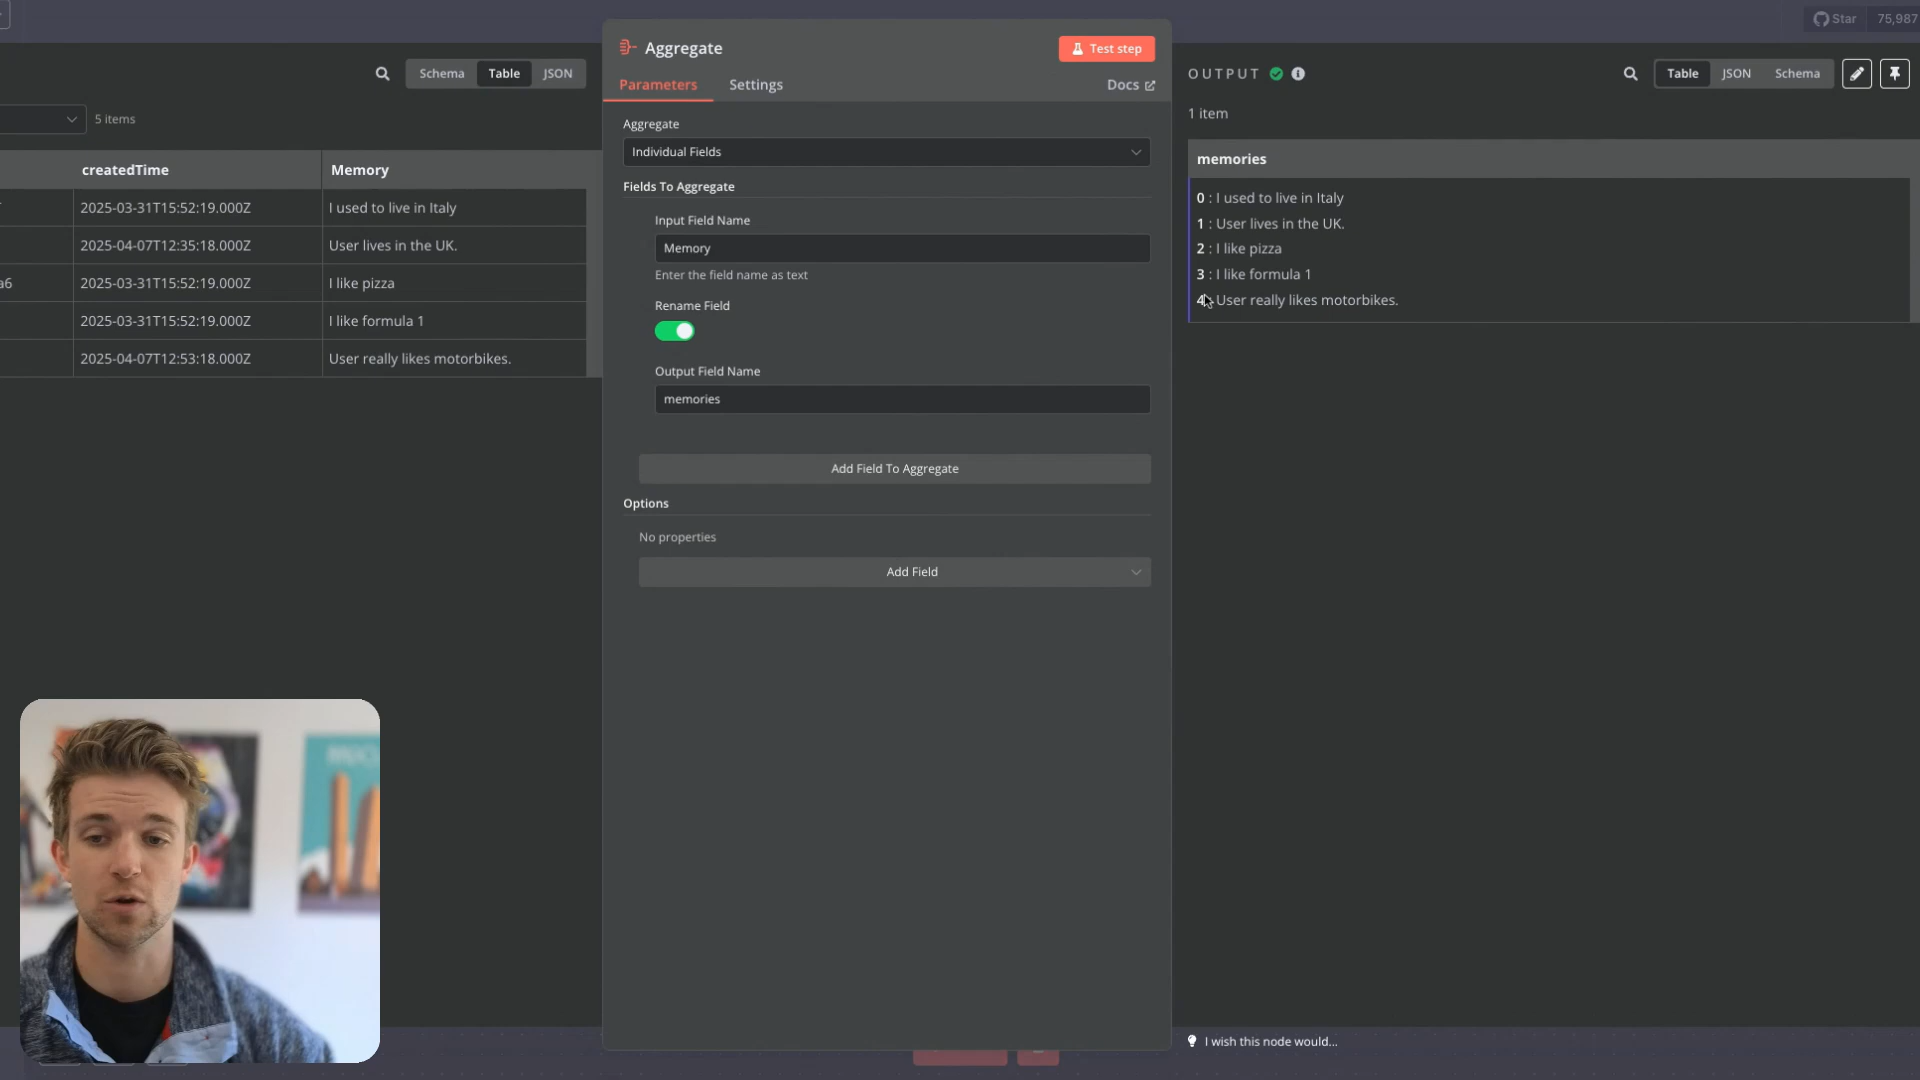 Star 75,987
Aggregate
Test step
Schema Table JSON
Parameters Settings Docs
OUTPUT
Table JSON Schema
5 items
1 item
createdTime Memory
2025-03-31T15:52:19.000Z I used to live in Italy
2025-04-07T12:35:18.000Z User lives in the UK.
a6 2025-03-31T15:52:19.000Z I like pizza
2025-03-31T15:52:19.000Z I like formula 1
2025-04-07T12:53:18.000Z User really likes motorbikes.
Aggregate
Individual Fields
Fields To Aggregate
Input Field Name
Memory
Enter the field name as text
Rename Field
Output Field Name
memories
Add Field To Aggregate
Options
No properties
Add Field
memories
0 : I used to live in Italy
1 : User lives in the UK.
2 : I like pizza
3 : I like formula 1
4 : User really likes motorbikes.
I wish this node would...